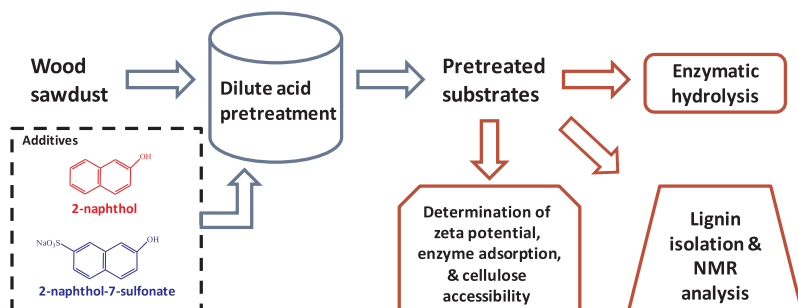 Wood
sawdust
Dilute acid
pretreatment
Pretreated
substrates
Enzymatic
hydrolysis
Additives
OH
2-naphthol
NaO3S
OH
2-naphthol-7-sulfonate
Determination of
zeta potential,
enzyme adsorption,
& cellulose
accessibility
Lignin
isolation &
NMR
analysis